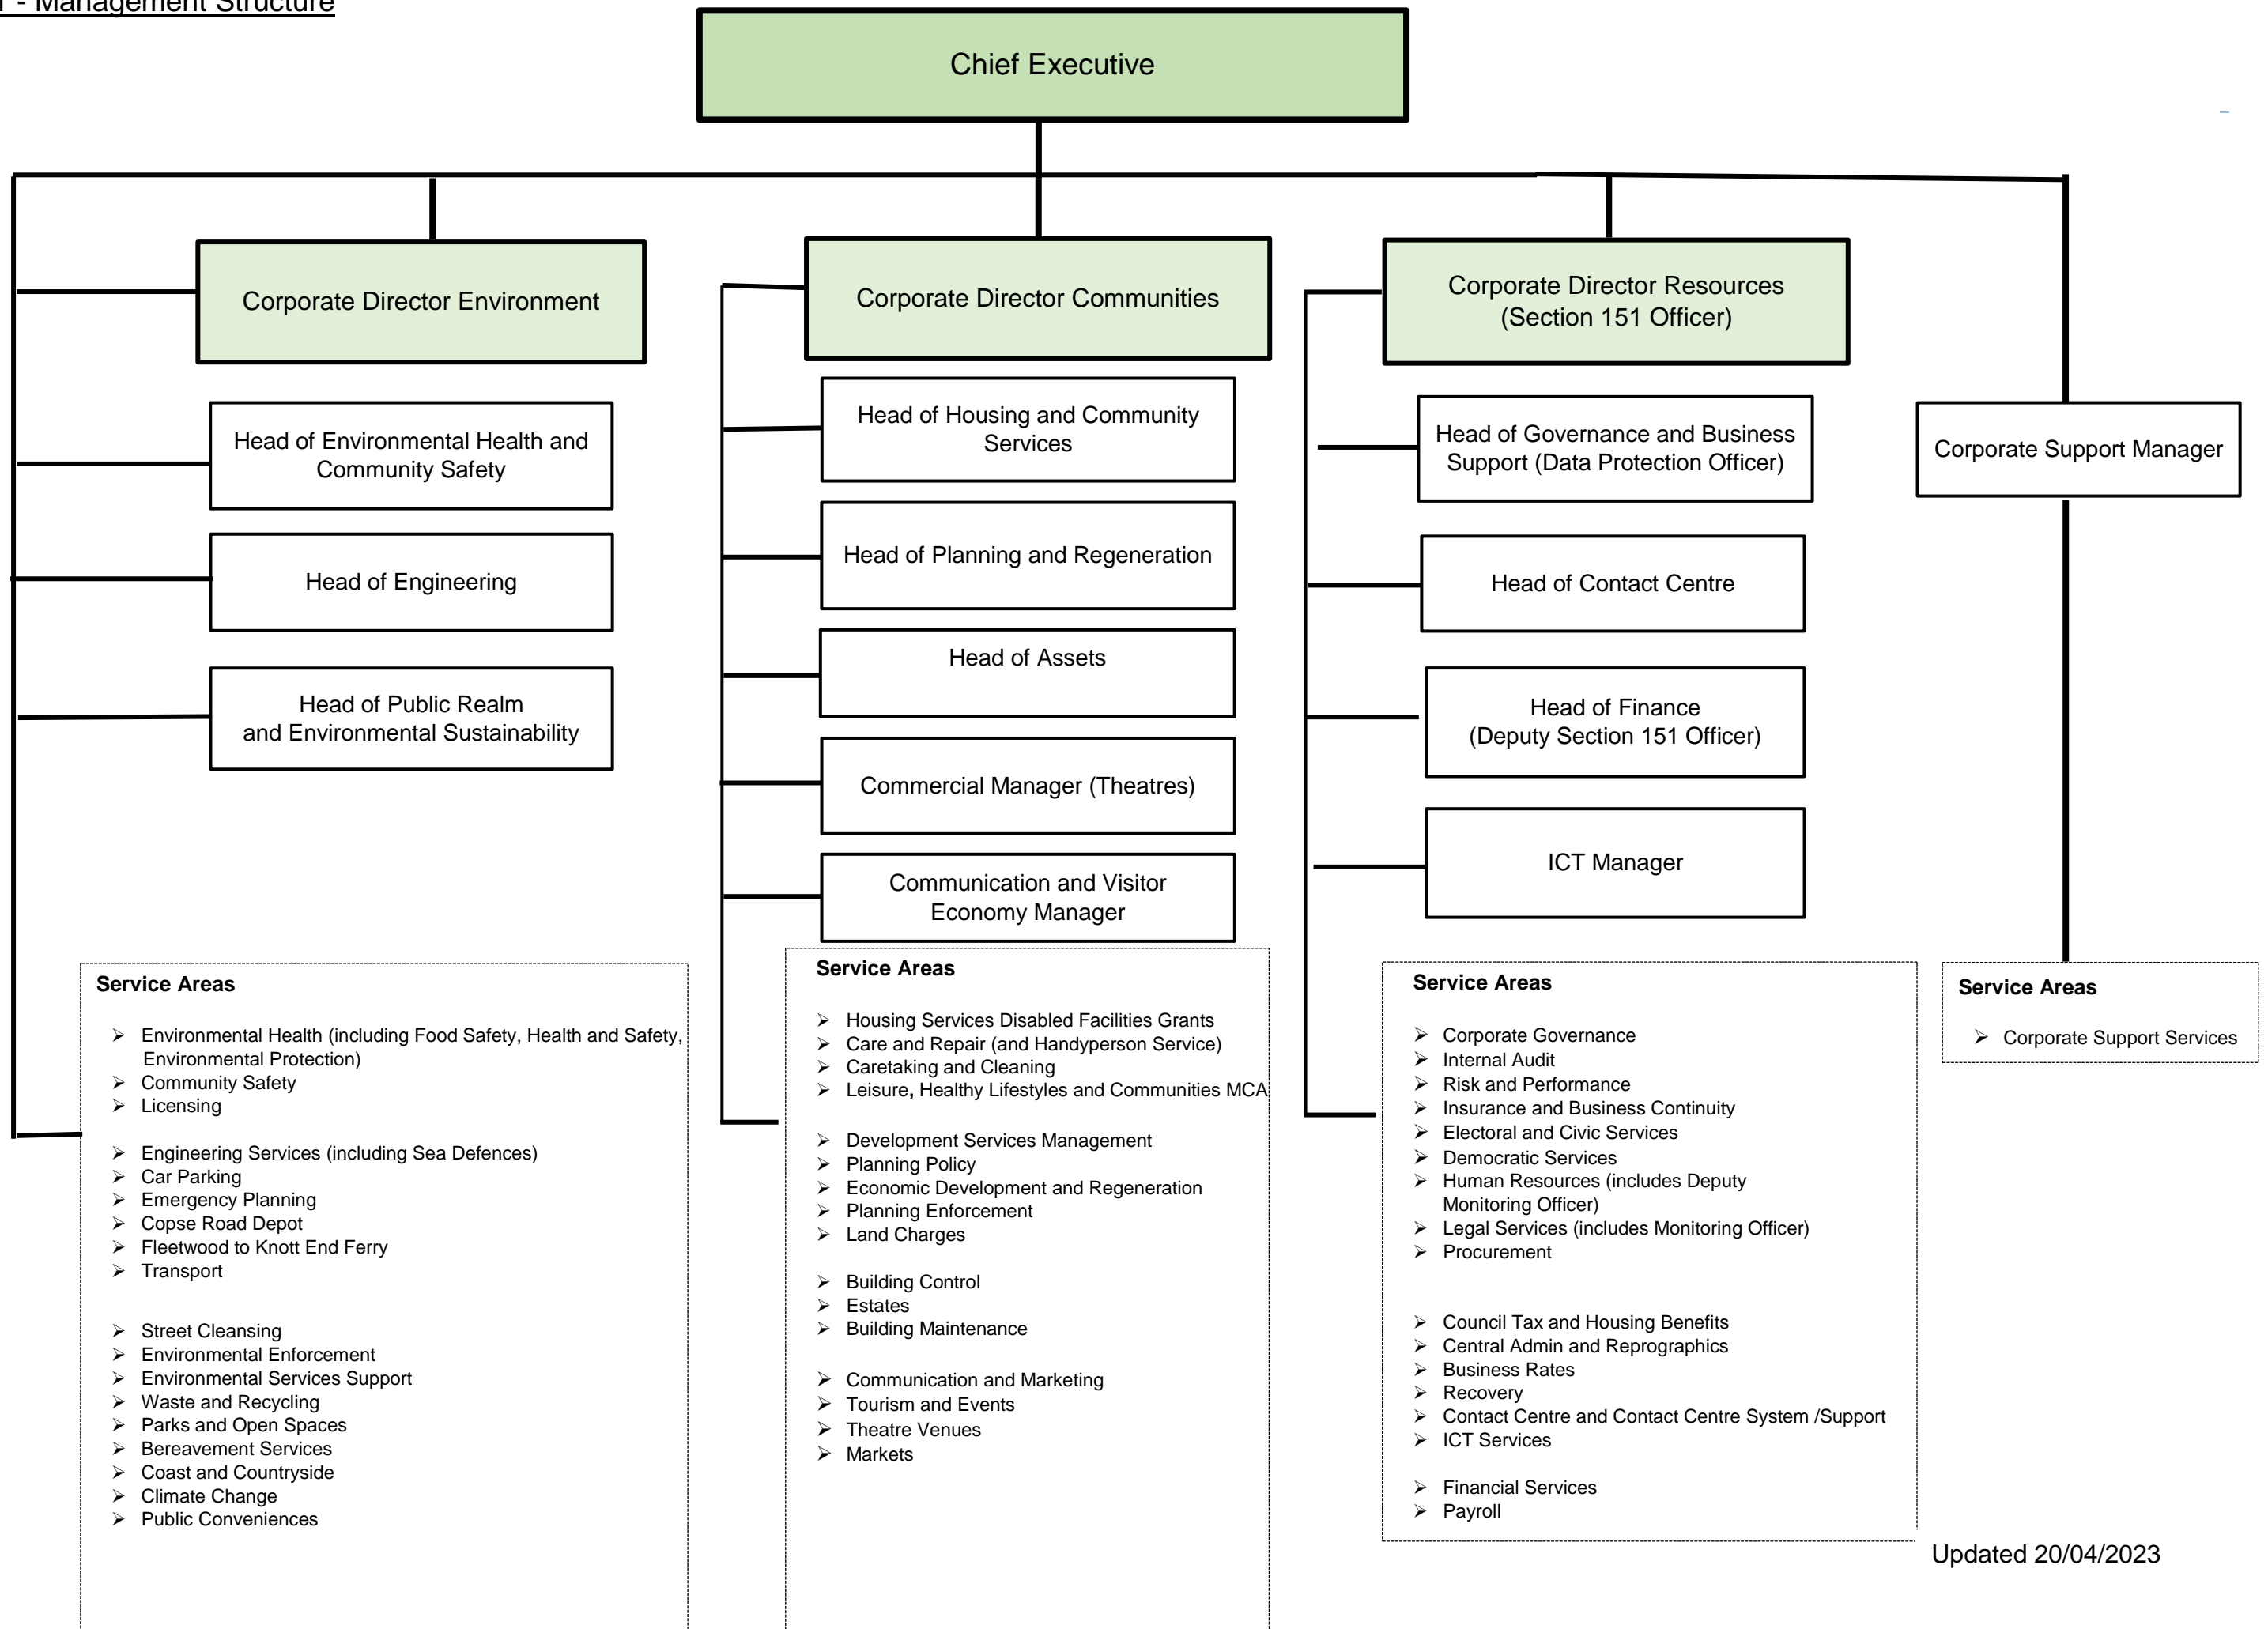 - Management Structure
Chief Executive
Corporate Director Environment
Head of Environmental Health and
Community Safety
Head of Engineering
Head of Public Realm
and Environmental Sustainability
Service Areas
➢ Environmental Health (including Food Safety, Health and Safety,
Environmental Protection)
➢ Community Safety
➢ Licensing
➢ Engineering Services (including Sea Defences)
➢ Car Parking
➢ Emergency Planning
➢ Copse Road Depot
➢ Fleetwood to Knott End Ferry
➢ Transport
➢ Street Cleansing
➢ Environmental Enforcement
➢ Environmental Services Support
➢ Waste and Recycling
➢ Parks and Open Spaces
➢ Bereavement Services
➢ Coast and Countryside
➢ Climate Change
➢ Public Conveniences
Corporate Director Communities
Head of Housing and Community
Services
Head of Planning and Regeneration
Head of Assets
Commercial Manager (Theatres)
Communication and Visitor
Economy Manager
Service Areas
➢ Housing Services Disabled Facilities Grants
➢ Care and Repair (and Handyperson Service)
➢ Caretaking and Cleaning
➢ Leisure, Healthy Lifestyles and Communities MCA
➢ Development Services Management
➢ Planning Policy
➢ Economic Development and Regeneration
➢ Planning Enforcement
➢ Land Charges
➢ Building Control
➢ Estates
➢ Building Maintenance
➢ Communication and Marketing
➢ Tourism and Events
➢ Theatre Venues
➢ Markets
Corporate Director Resources
(Section 151 Officer)
Head of Governance and Business
Support (Data Protection Officer)
Head of Contact Centre
Head of Finance
(Deputy Section 151 Officer)
ICT Manager
Service Areas
➢ Corporate Governance
➢ Internal Audit
➢ Risk and Performance
➢ Insurance and Business Continuity
➢ Electoral and Civic Services
➢ Democratic Services
➢ Human Resources (includes Deputy
Monitoring Officer)
➢ Legal Services (includes Monitoring Officer)
➢ Procurement
➢ Council Tax and Housing Benefits
➢ Central Admin and Reprographics
➢ Business Rates
➢ Recovery
➢ Contact Centre and Contact Centre System /Support
➢ ICT Services
➢ Financial Services
➢ Payroll
Corporate Support Manager
Service Areas
➢ Corporate Support Services
Updated 20/04/2023